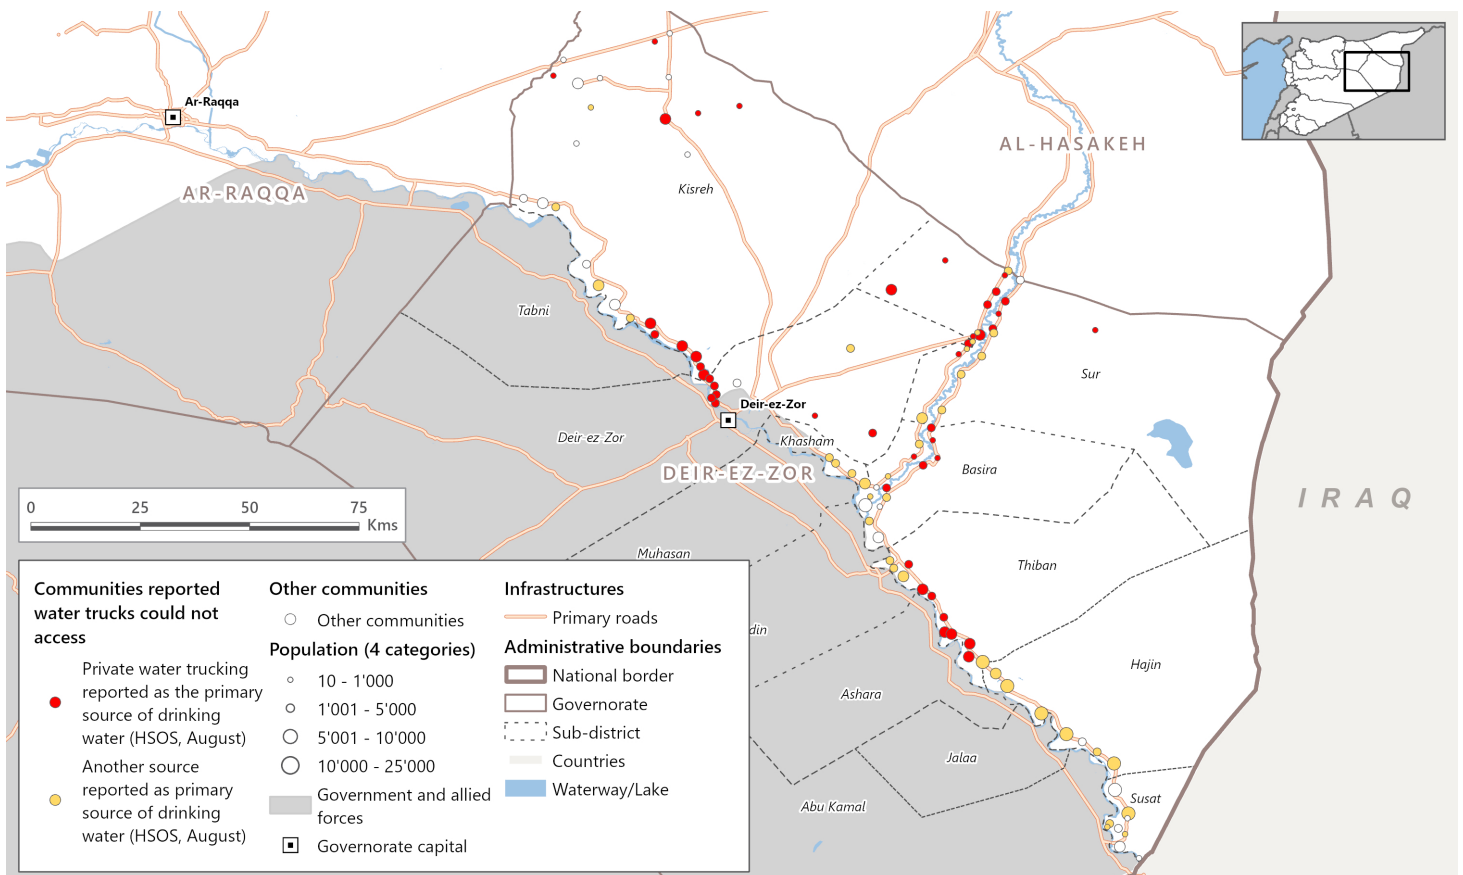 Ar-Raqqa
AL-HASAKEH
AR-RAQQA
Kisreh
Tabni
Sur
Deir-ez-Zor
Deir-ez-Zor
Khasham
DEIR-EZ-ZOR
Basira
IRAQ
0 25 50 75
Kms
Muhasan
Thiban
din
Hajin
Ashara
Jalaa
Susat
Abu Kamal
Communities reported
water trucks could not
access
Private water trucking
reported as the primary
source of drinking
water (HSOS, August)
Another source
reported as primary
source of drinking
water (HSOS, August)
Other communities
Other communities
Population (4 categories)
10 - 1'000
1'001 - 5'000
5'001 - 10'000
10'000 - 25'000
Government and allied
forces
Governorate capital
Infrastructures
Primary roads
Administrative boundaries
National border
Governorate
Sub-district
Countries
Waterway/Lake